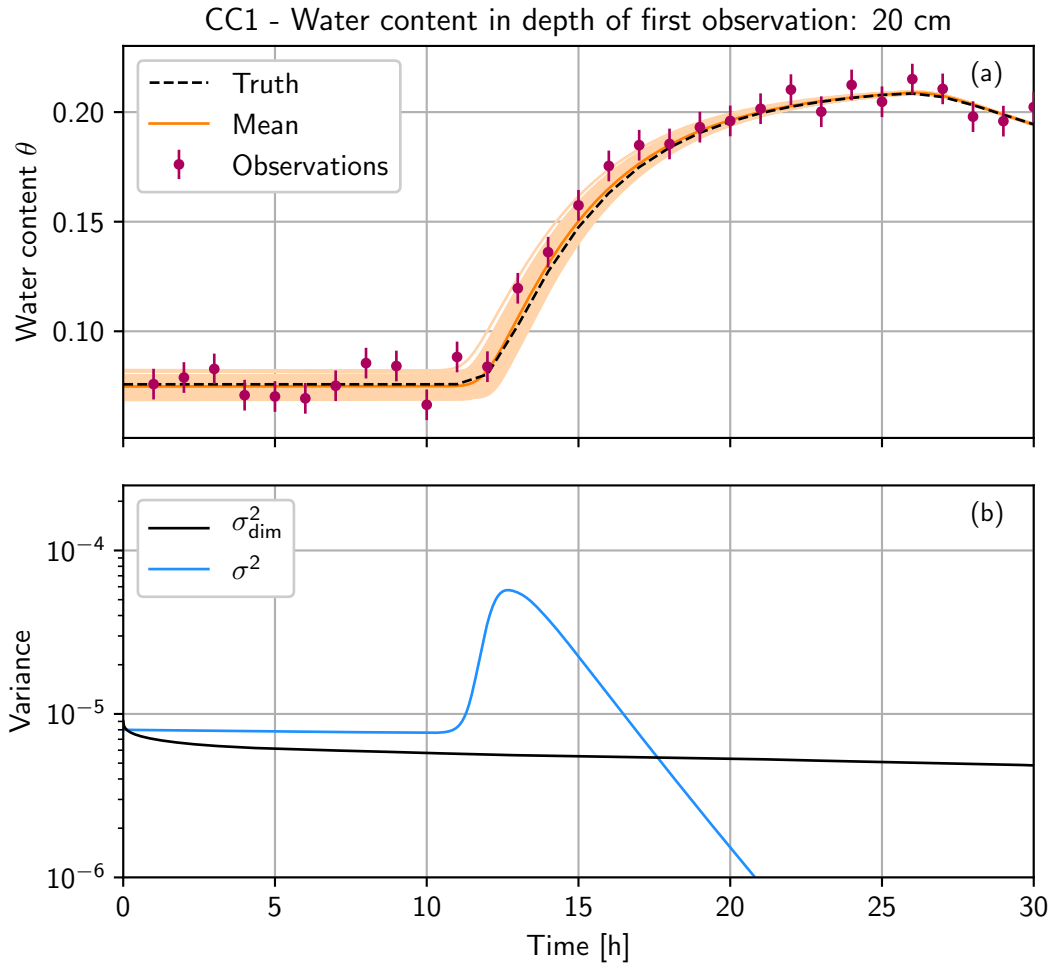 CC1 - Water content in depth of first observation: 20 cm
(a)
Truth
Mean
Observations
0.20
0.15
0.10
Water content θ
(b)
σ²dim
σ²
10⁻⁴
10⁻⁵
10⁻⁶
Variance
0 5 10 15 20 25 30
Time [h]